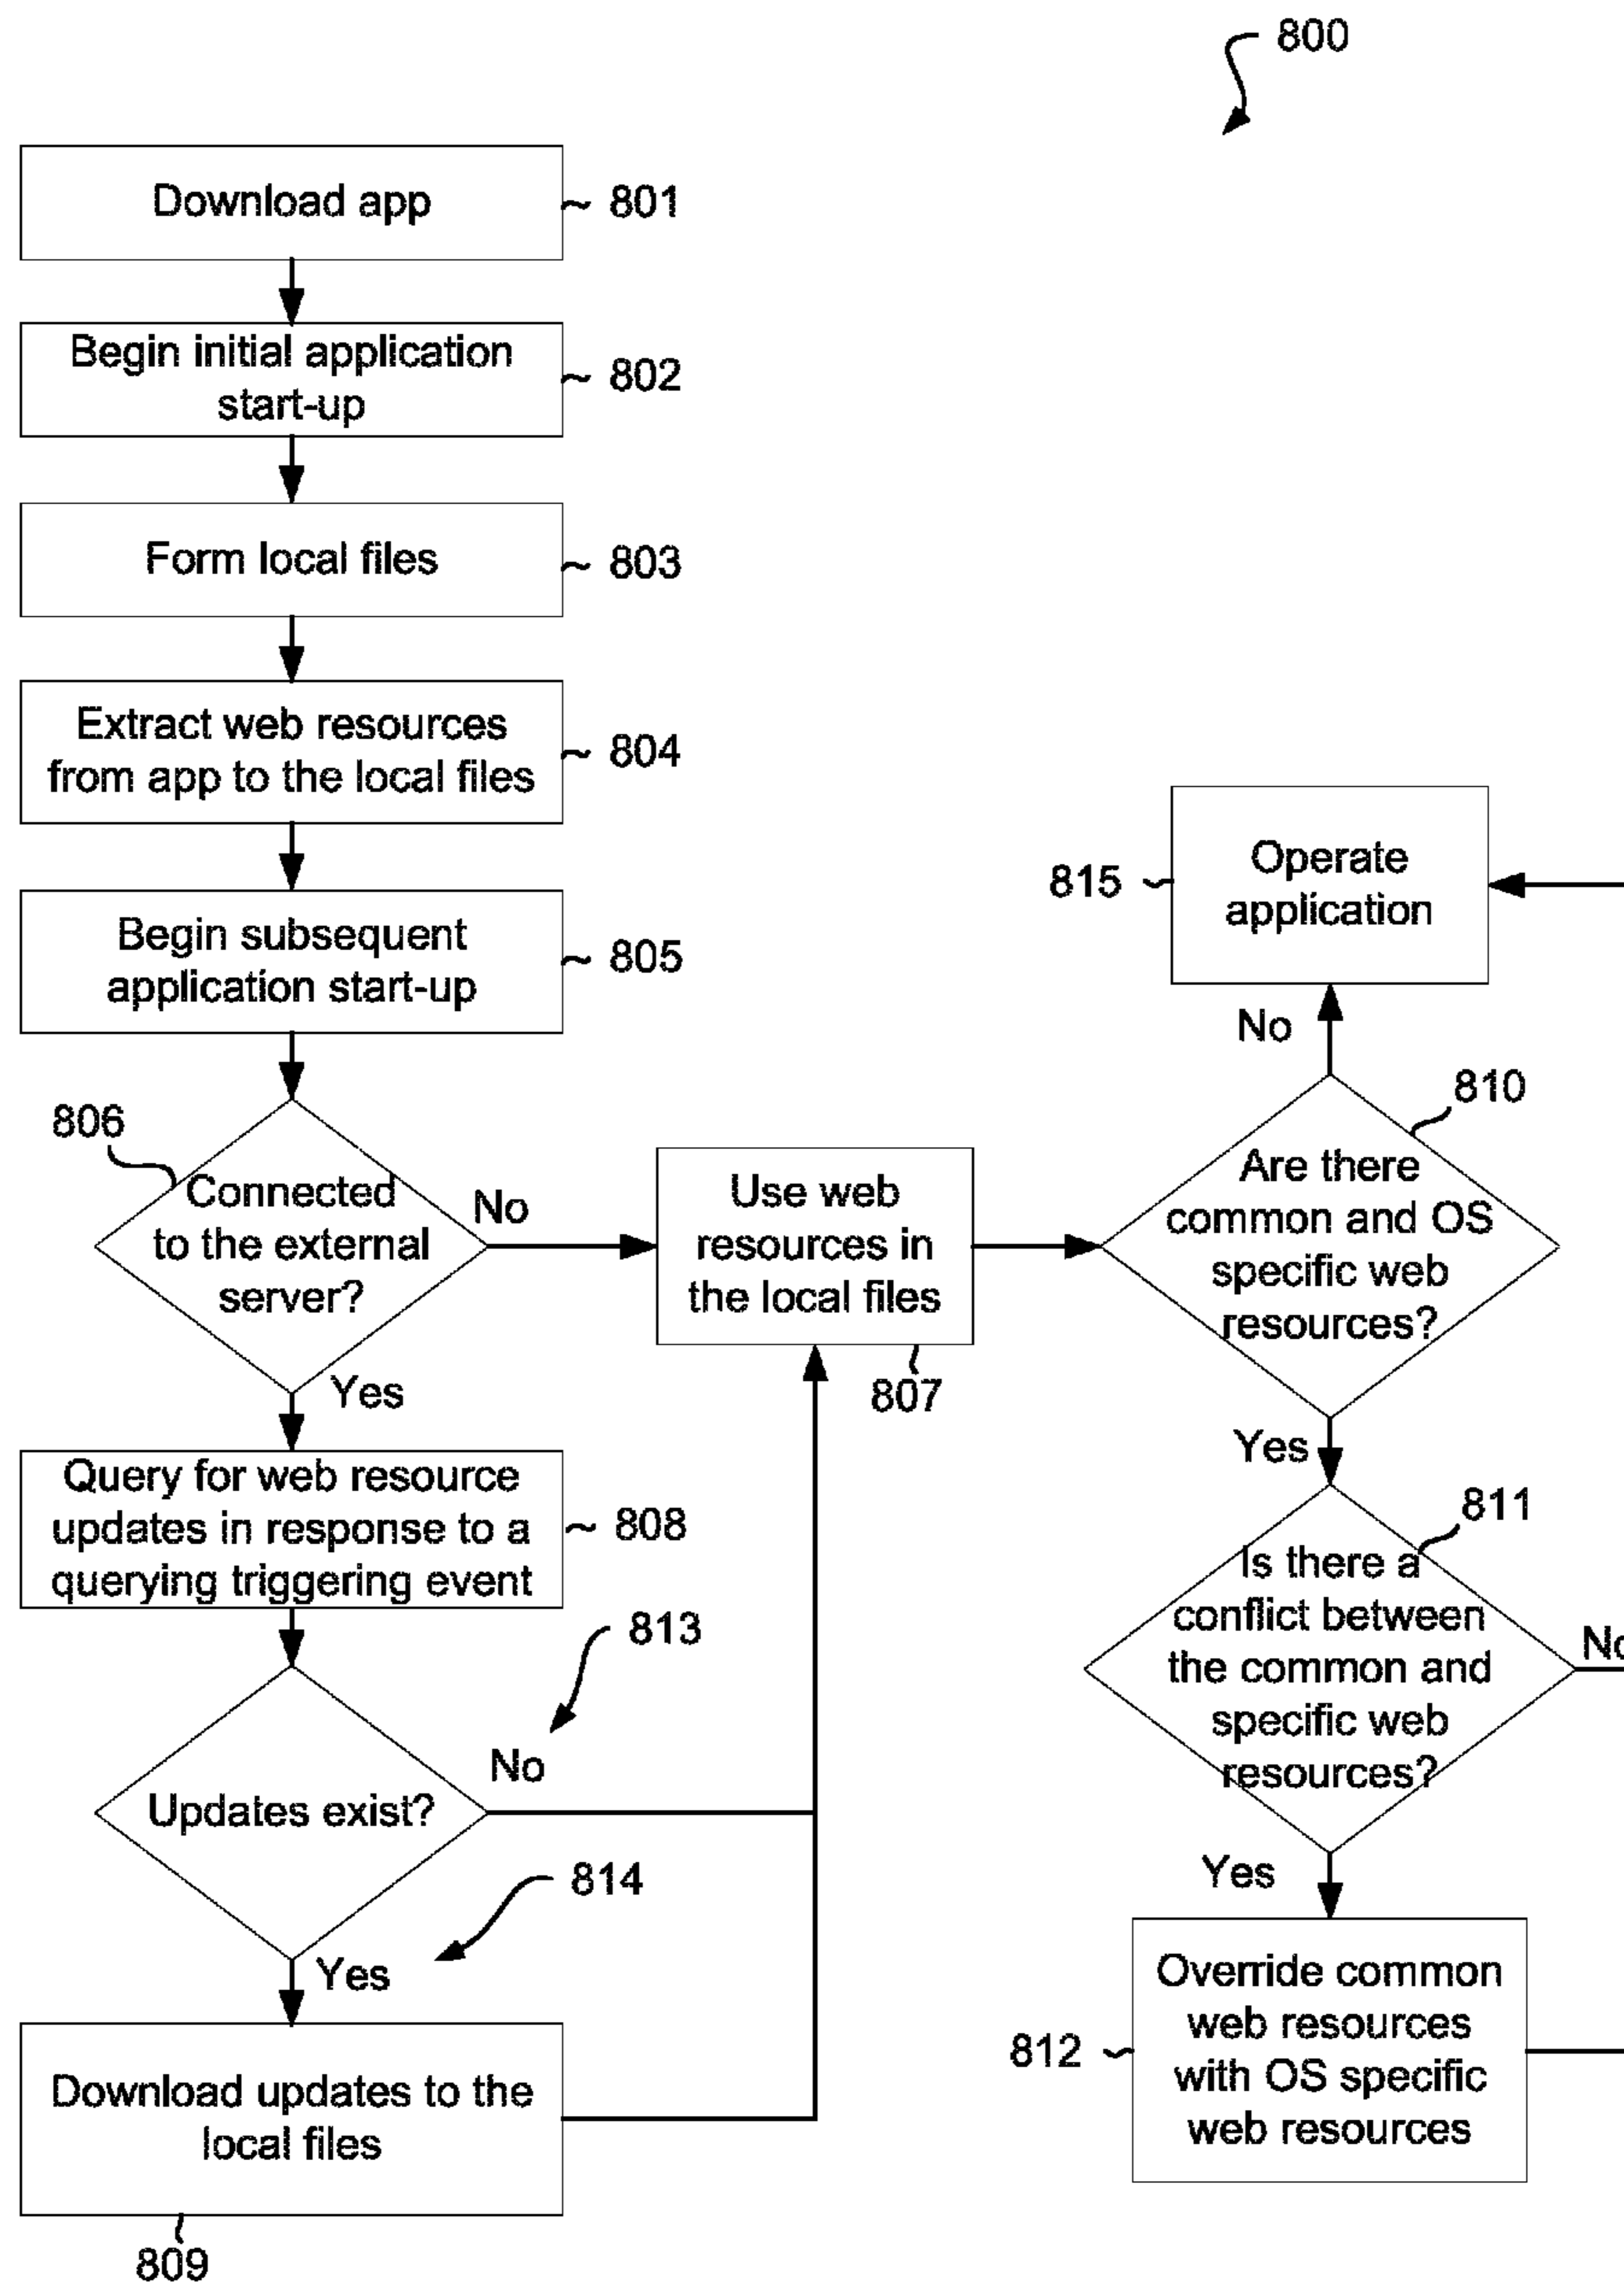 800
Download app
801
Begin initial application
start-up
802
Form local files
803
Extract web resources
from app to the local files
804
Begin subsequent
application start-up
805
806
Connected
to the external
server?
No
Yes
Use web
resources in
the local files
807
Query for web resource
updates in response to a
querying triggering event
808
813
Updates exist?
No
814
Yes
Download updates to the
local files
809
Operate
application
815
No
810
Are there
common and OS
specific web
resources?
Yes
811
Is there a
conflict between
the common and
specific web
resources?
No
Yes
Override common
web resources
with OS specific
web resources
812